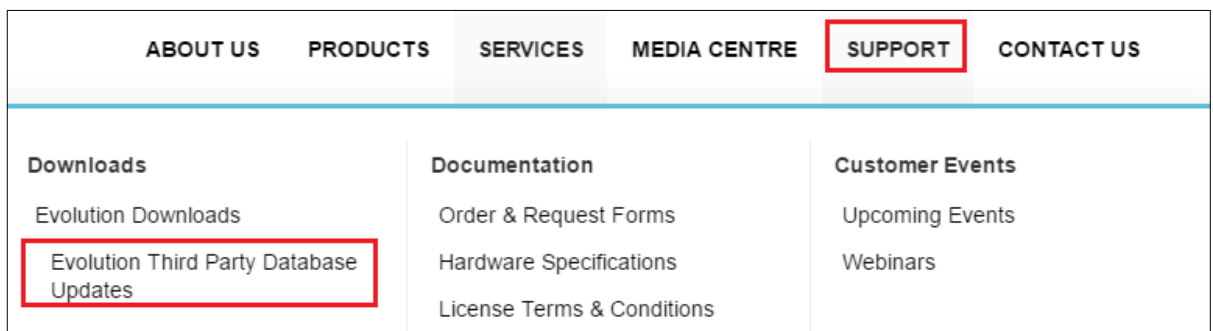 ABOUT US PRODUCTS SERVICES MEDIA CENTRE SUPPORT CONTACT US
Downloads
Evolution Downloads
Evolution Third Party Database
Updates
Documentation
Order & Request Forms
Hardware Specifications
License Terms & Conditions
Customer Events
Upcoming Events
Webinars